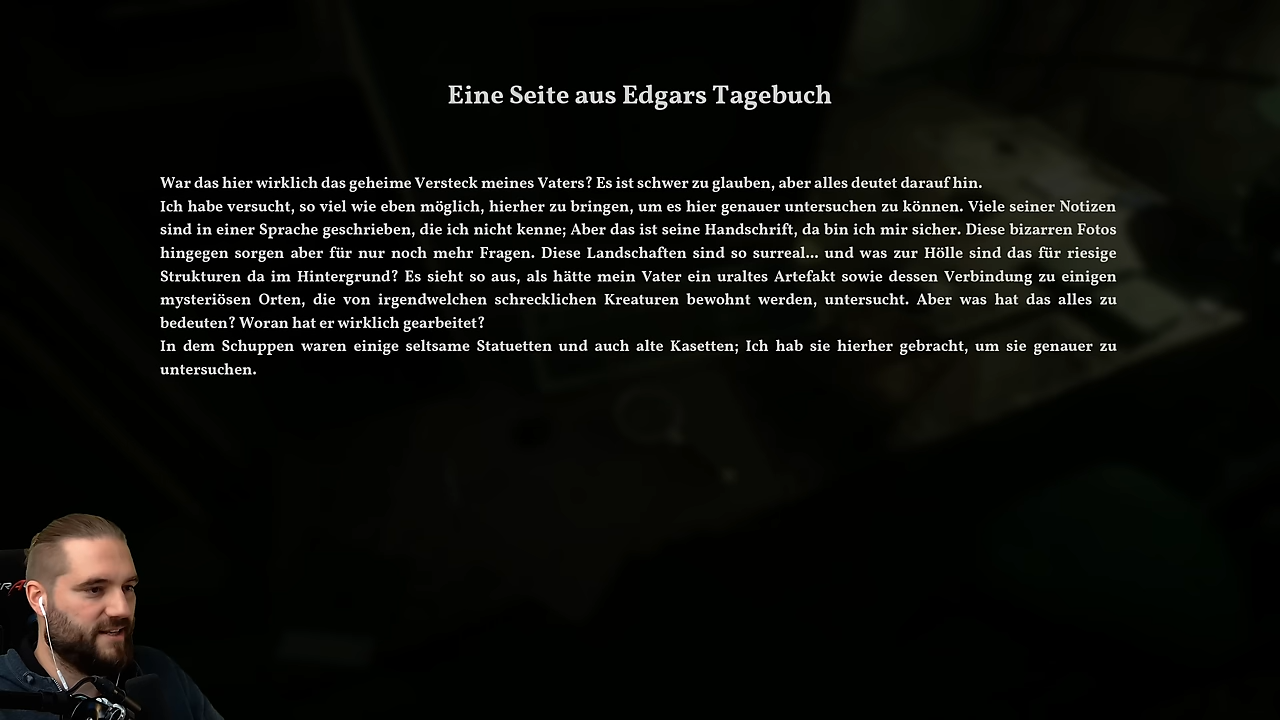 Eine Seite aus Edgars Tagebuch
War das hier wirklich das geheime Versteck meines Vaters? Es ist schwer zu glauben, aber alles deutet darauf hin.
Ich habe versucht, so viel wie eben möglich, hierher zu bringen, um es hier genauer untersuchen zu können. Viele seiner Notizen
sind in einer Sprache geschrieben, die ich nicht kenne; Aber das ist seine Handschrift, da bin ich mir sicher. Diese bizarren Fotos
hingegen sorgen aber für nur noch mehr Fragen. Diese Landschaften sind so surreal... und was zur Hölle sind das für riesige
Strukturen da im Hintergrund? Es sieht so aus, als hätte mein Vater ein uraltes Artefakt sowie dessen Verbindung zu einigen
mysteriösen Orten, die von irgendwelchen schrecklichen Kreaturen bewohnt werden, untersucht. Aber was hat das alles zu
bedeuten? Woran hat er wirklich gearbeitet?
In dem Schuppen waren einige seltsame Statuetten und auch alte Kasetten; Ich hab sie hierher gebracht, um sie genauer zu
untersuchen.